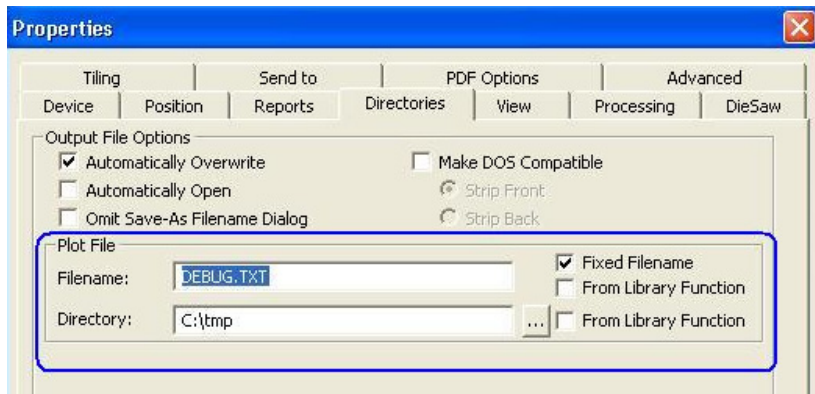 Properties
Tiling Send to PDF Options Advanced
Device Position Reports Directories View Processing DieSaw
Output File Options
Automatically Overwrite Make DOS Compatible
Automatically Open Strip Front
Omit Save-As Filename Dialog Strip Back
Plot File
Filename: DEBUG.TXT Fixed Filename
From Library Function
Directory: C:\tmp ... From Library Function